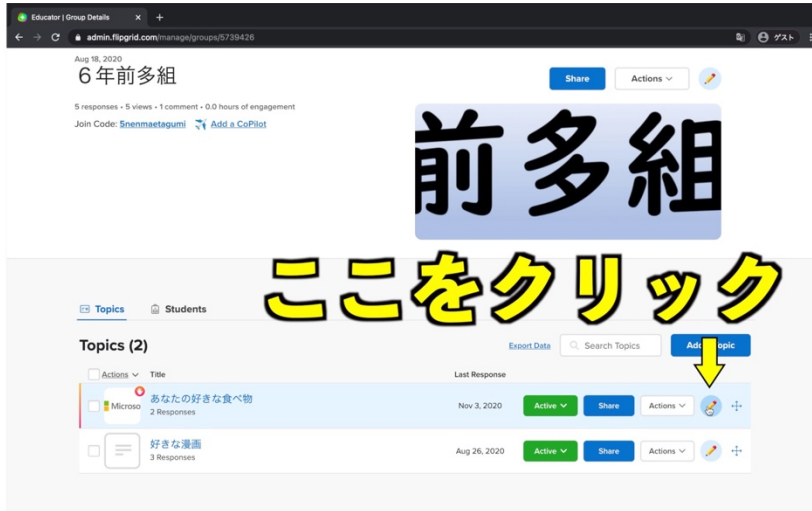 Educator | Group Details
admin.flipgrid.com/manage/groups/5739426
ゲスト
Aug 18, 2020
６年前多組
Share
Actions
5 responses • 5 views • 1 comment • 0.0 hours of engagement
Join Code: 5nenmaetagumi Add a CoPilot
前多組
ここをクリック
Topics Students
Topics (2)
Export Data
Search Topics
Actions Title Last Response
Microso
あなたの好きな食べ物
2 Responses
Nov 3, 2020 Active Share Actions
好きな漫画
3 Responses
Aug 26, 2020 Active Share Actions